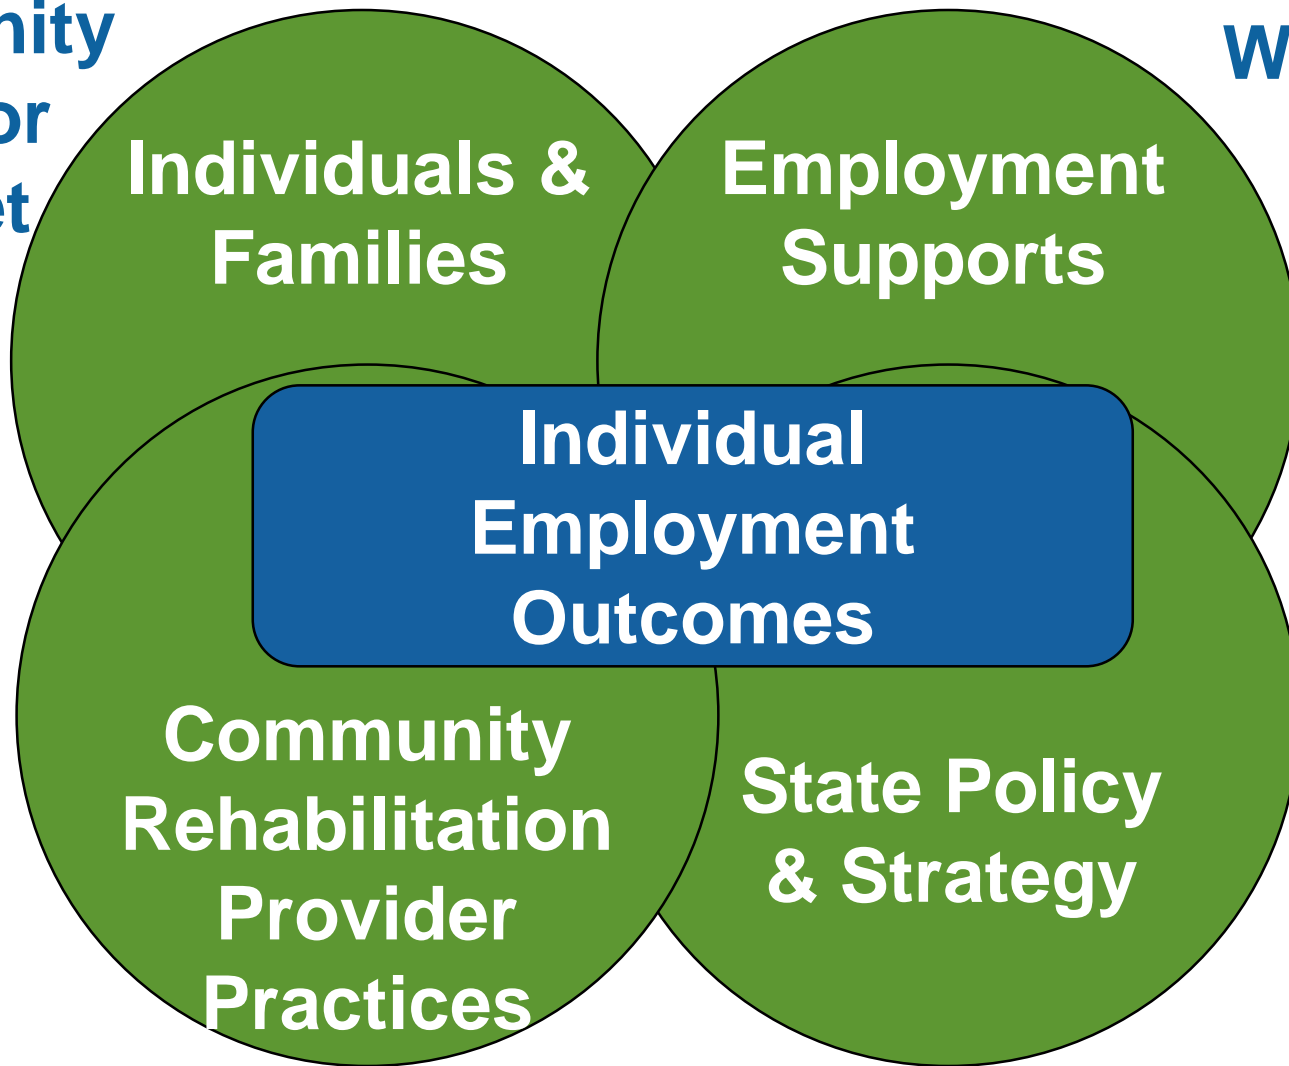 Individuals &
Families
Employment
Supports
Individual
Employment
Outcomes
Community
Rehabilitation
Provider
Practices
State Policy
& Strategy